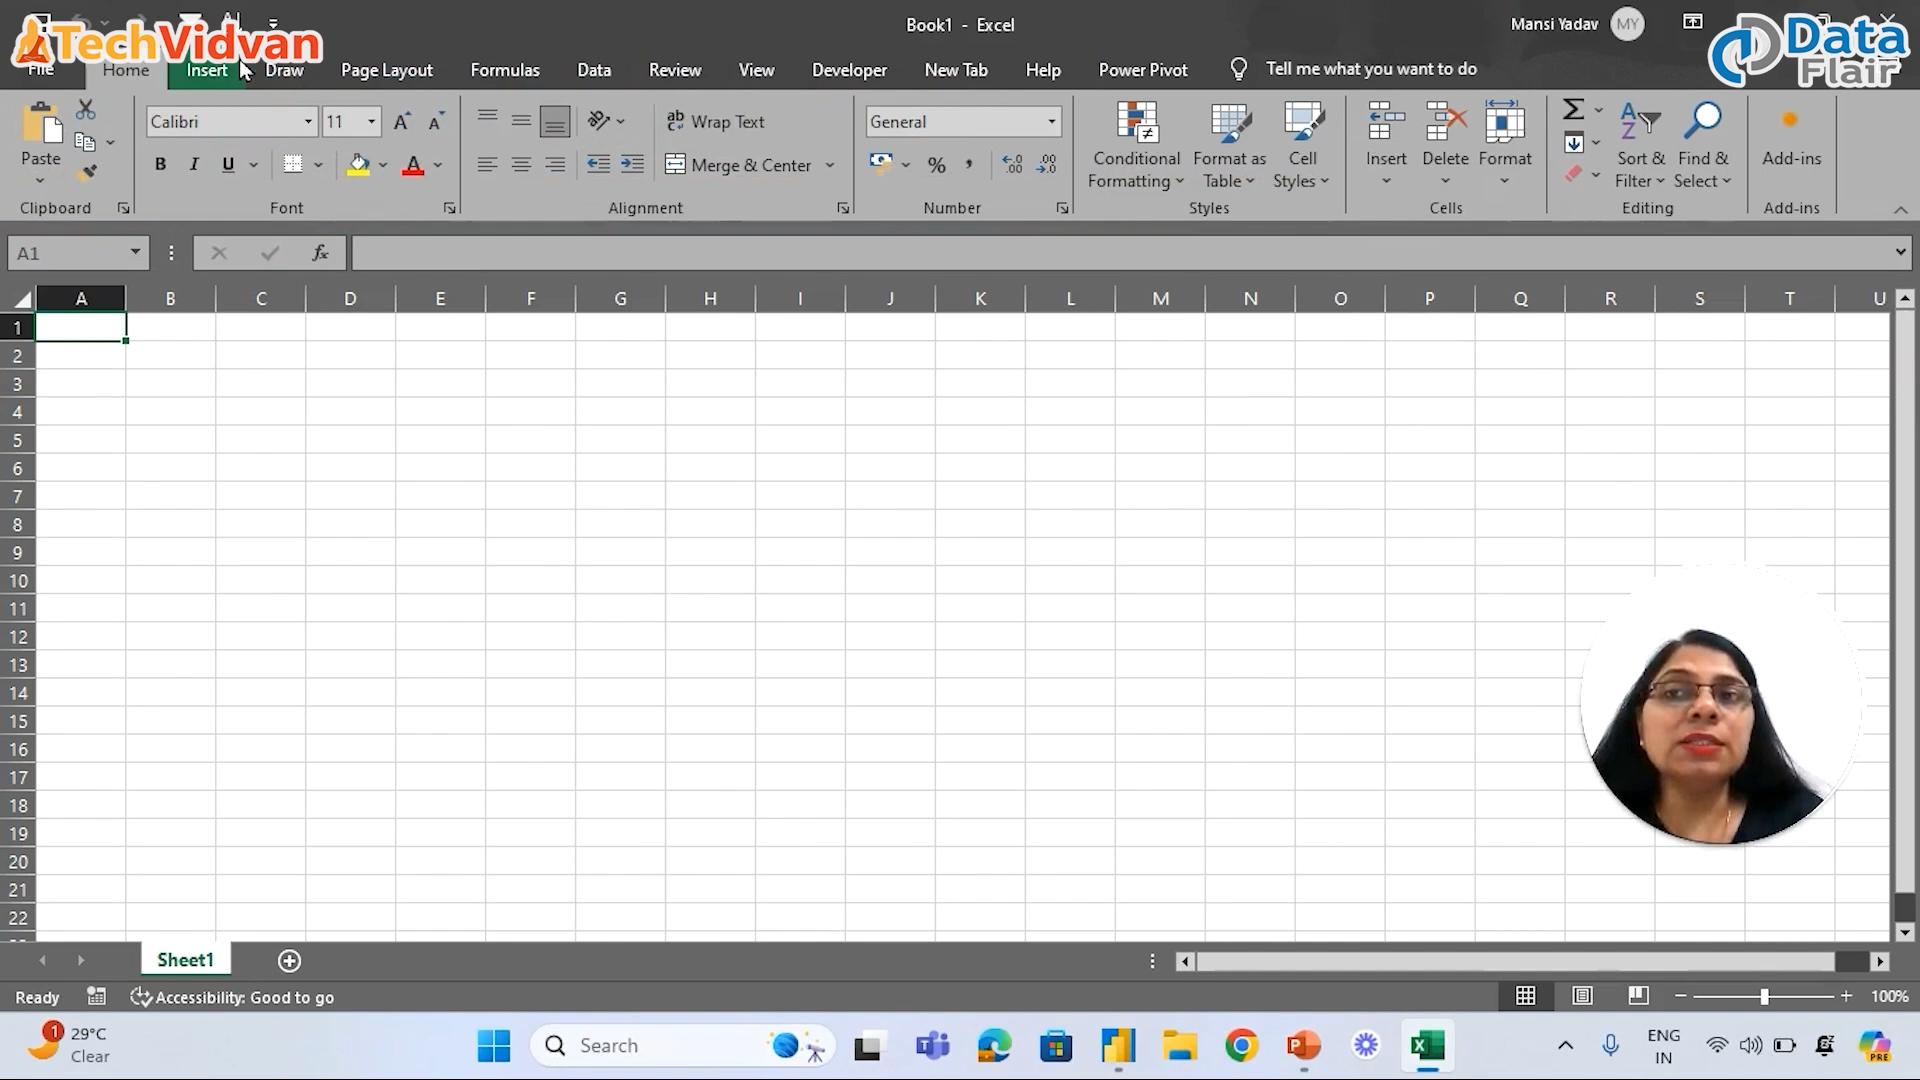 TechVidvan
Book1 - Excel
Mansi Yadav MY
Data
Flair
File Home Insert Draw Page Layout Formulas Data Review View Developer New Tab Help Power Pivot Tell me what you want to do
Paste
Calibri 11
B I U A
ab Wrap Text
Merge & Center
General
% ,
Conditional Formatting
Format as Table
Cell Styles
Insert Delete Format
Sort & Filter
Find & Select
Add-ins
Clipboard Font Alignment Number Styles Cells Editing Add-ins
A1 fx
A B C D E F G H I J K L M N O P Q R S T U
1
2
3
4
5
6
7
8
9
10
11
12
13
14
15
16
17
18
19
20
21
22
Sheet1
Ready Accessibility: Good to go 100%
1 29°C
Clear
Search
ENG
IN
PRE